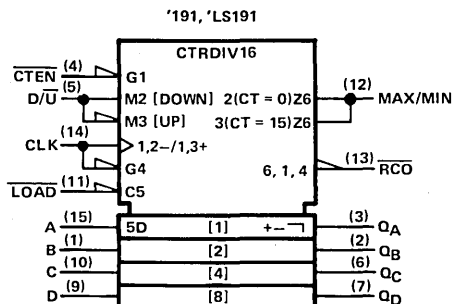 '191, 'LS191
CTRDIV16
CTEN (4) G1
D/U (5) M2 [DOWN] 2(CT = 0)Z6 (12) MAX/MIN
M3 [UP] 3(CT = 15)Z6
CLK (14) 1,2–/1,3+
G4 6, 1, 4 (13) RCO
LOAD (11) C5
A (15) 5D [1] +– (3) QA
B (1) [2] (2) QB
C (10) [4] (6) QC
D (9) [8] (7) QD